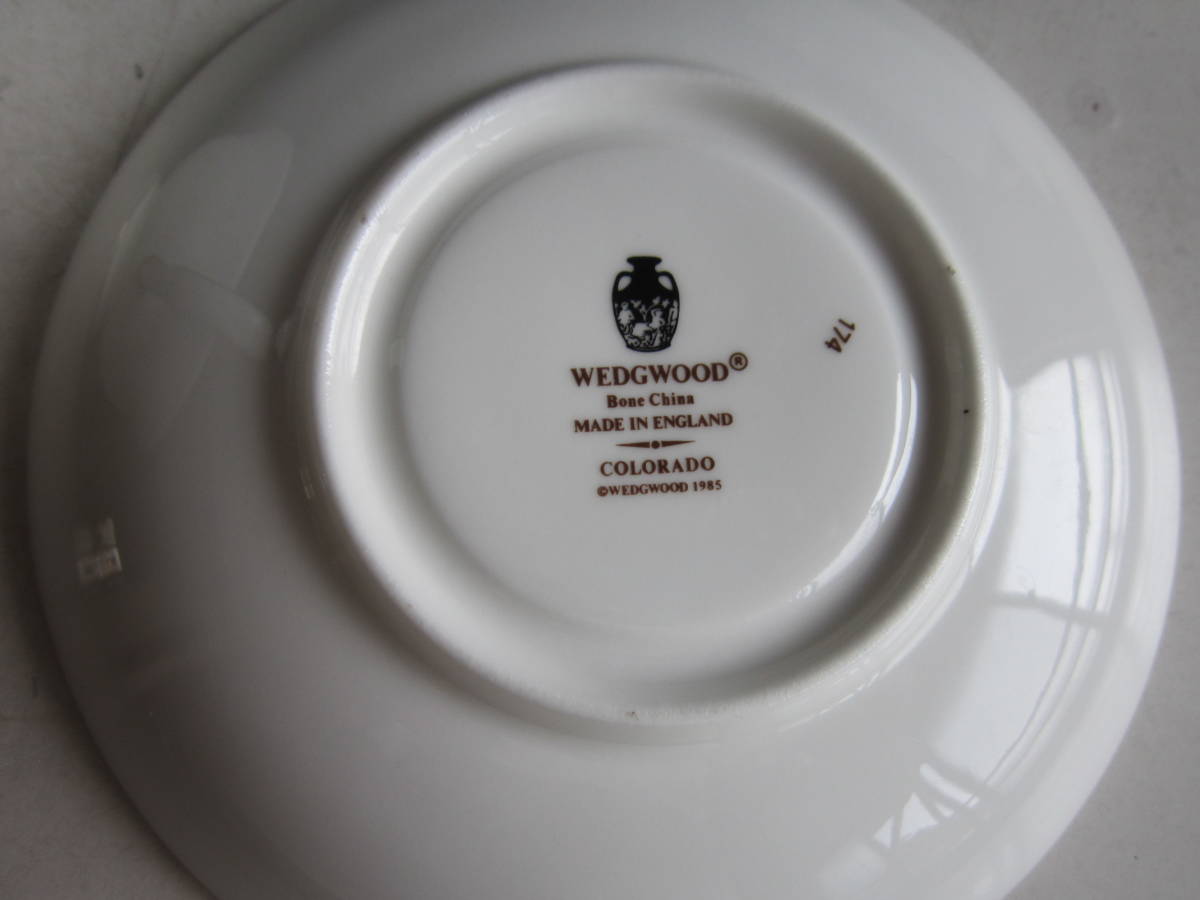 WEDGWOOD®
Bone China
MADE IN ENGLAND
COLORADO
©WEDGWOOD 1985
174